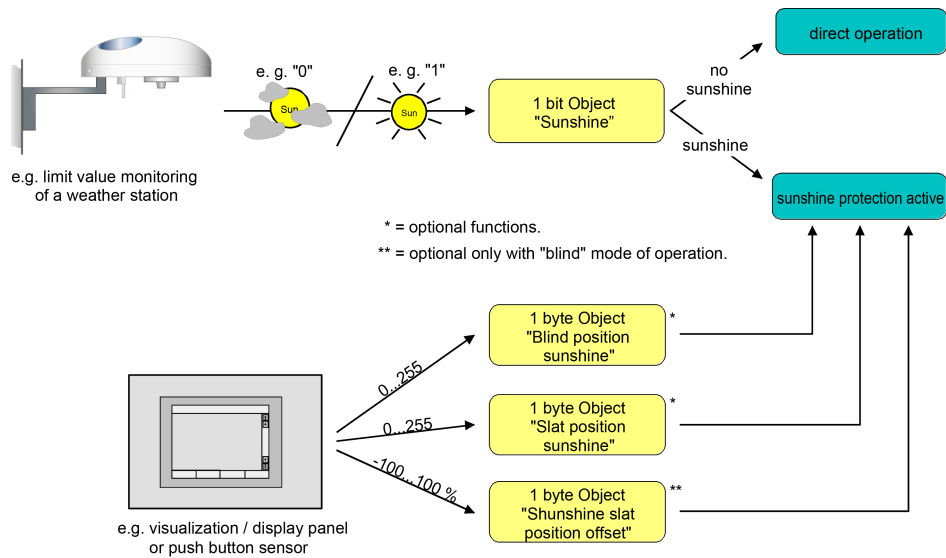 direct operation
e. g. "0"
e. g. "1"
Sun
Sun
no
sunshine
1 bit Object
"Sunshine”
sunshine
e.g. limit value monitoring
of a weather station
sunshine protection active
* = optional functions.
** = optional only with "blind" mode of operation.
1 byte Object
"Blind position
sunshine"
*
0...255
1 byte Object
"Slat position
sunshine"
*
0...255
-100...100 %
1 byte Object
"Shunshine slat
position offset"
**
e.g. visualization / display panel
or push button sensor